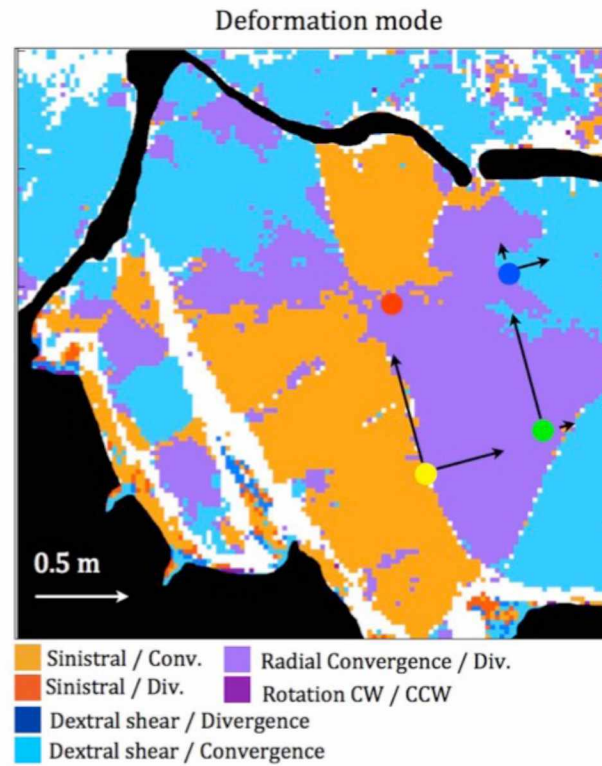 Deformation mode
0.5 m
Sinistral / Conv.
Radial Convergence / Div.
Sinistral / Div.
Rotation CW / CCW
Dextral shear / Divergence
Dextral shear / Convergence